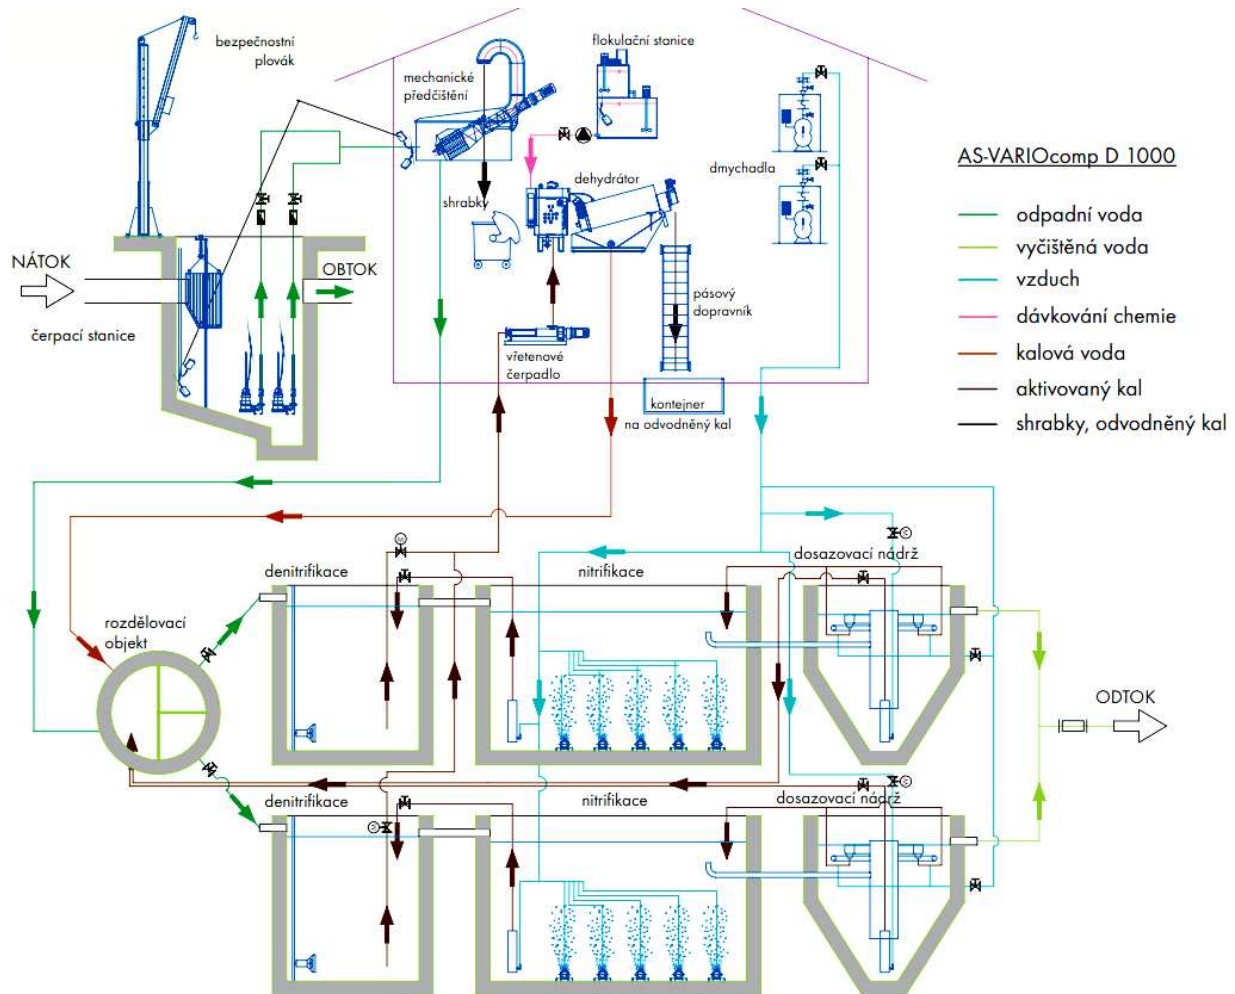 bezpečnostní
plovák
mechanické
předčištění
flokulační stanice
dmychadla
dehydrátor
shrabky
NÁTOK
OBTOK
čerpací stanice
pásový
dopravník
vřetenové
čerpadlo
kontejner
na odvodněný kal
AS-VARIOcomp D 1000
odpadní voda
vyčištěná voda
vzduch
dávkování chemie
kalová voda
aktivovaný kal
shrabky, odvodněný kal
denitrifikace
nitrifikace
dosazovací nádrž
rozdělovací
objekt
ODTOK
denitrifikace
nitrifikace
dosazovací nádrž